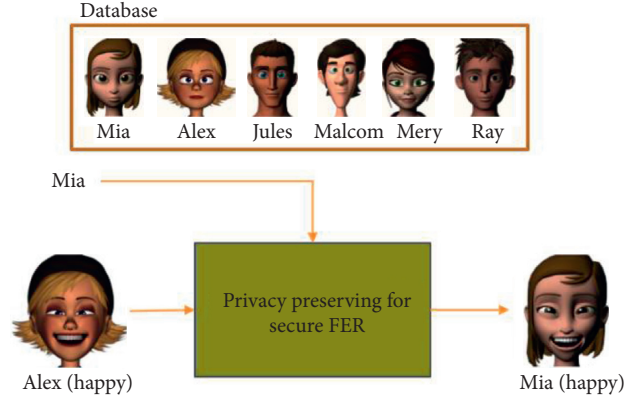 Database
Mia Alex Jules Malcom Mery Ray
Mia
Privacy preserving for
secure FER
Alex (happy)
Mia (happy)